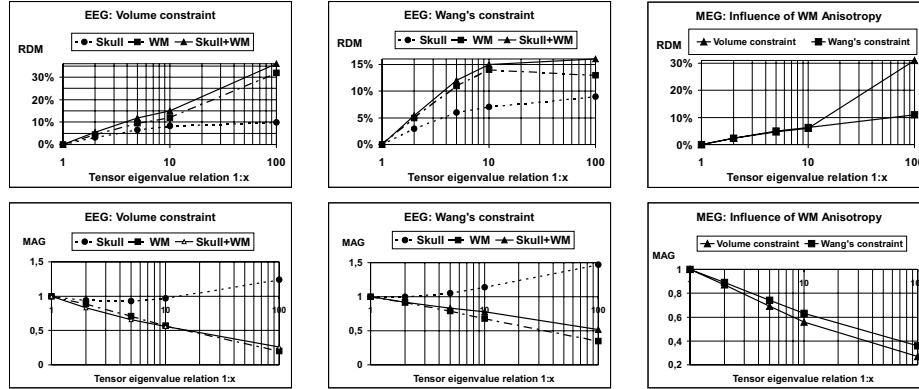 EEG: Volume constraint
RDM
Skull WM Skull+WM
30%
20%
10%
0%
1 10 100
Tensor eigenvalue relation 1:x
EEG: Wang's constraint
RDM
Skull WM Skull+WM
15%
10%
5%
0%
1 10 100
Tensor eigenvalue relation 1:x
MEG: Influence of WM Anisotropy
RDM
Volume constraint Wang's constraint
30%
20%
10%
0%
1 10 100
Tensor eigenvalue relation 1:x
EEG: Volume constraint
MAG
Skull WM Skull+WM
1,5
1
0,5
0
1 10 100
Tensor eigenvalue relation 1:x
EEG: Wang's constraint
MAG
Skull WM Skull+WM
1,5
1
0,5
0
1 10 100
Tensor eigenvalue relation 1:x
MEG: Influence of WM Anisotropy
Volume constraint Wang's constraint
MAG
1
0,8
0,6
0,4
0,2
10
Tensor eigenvalue relation 1:x